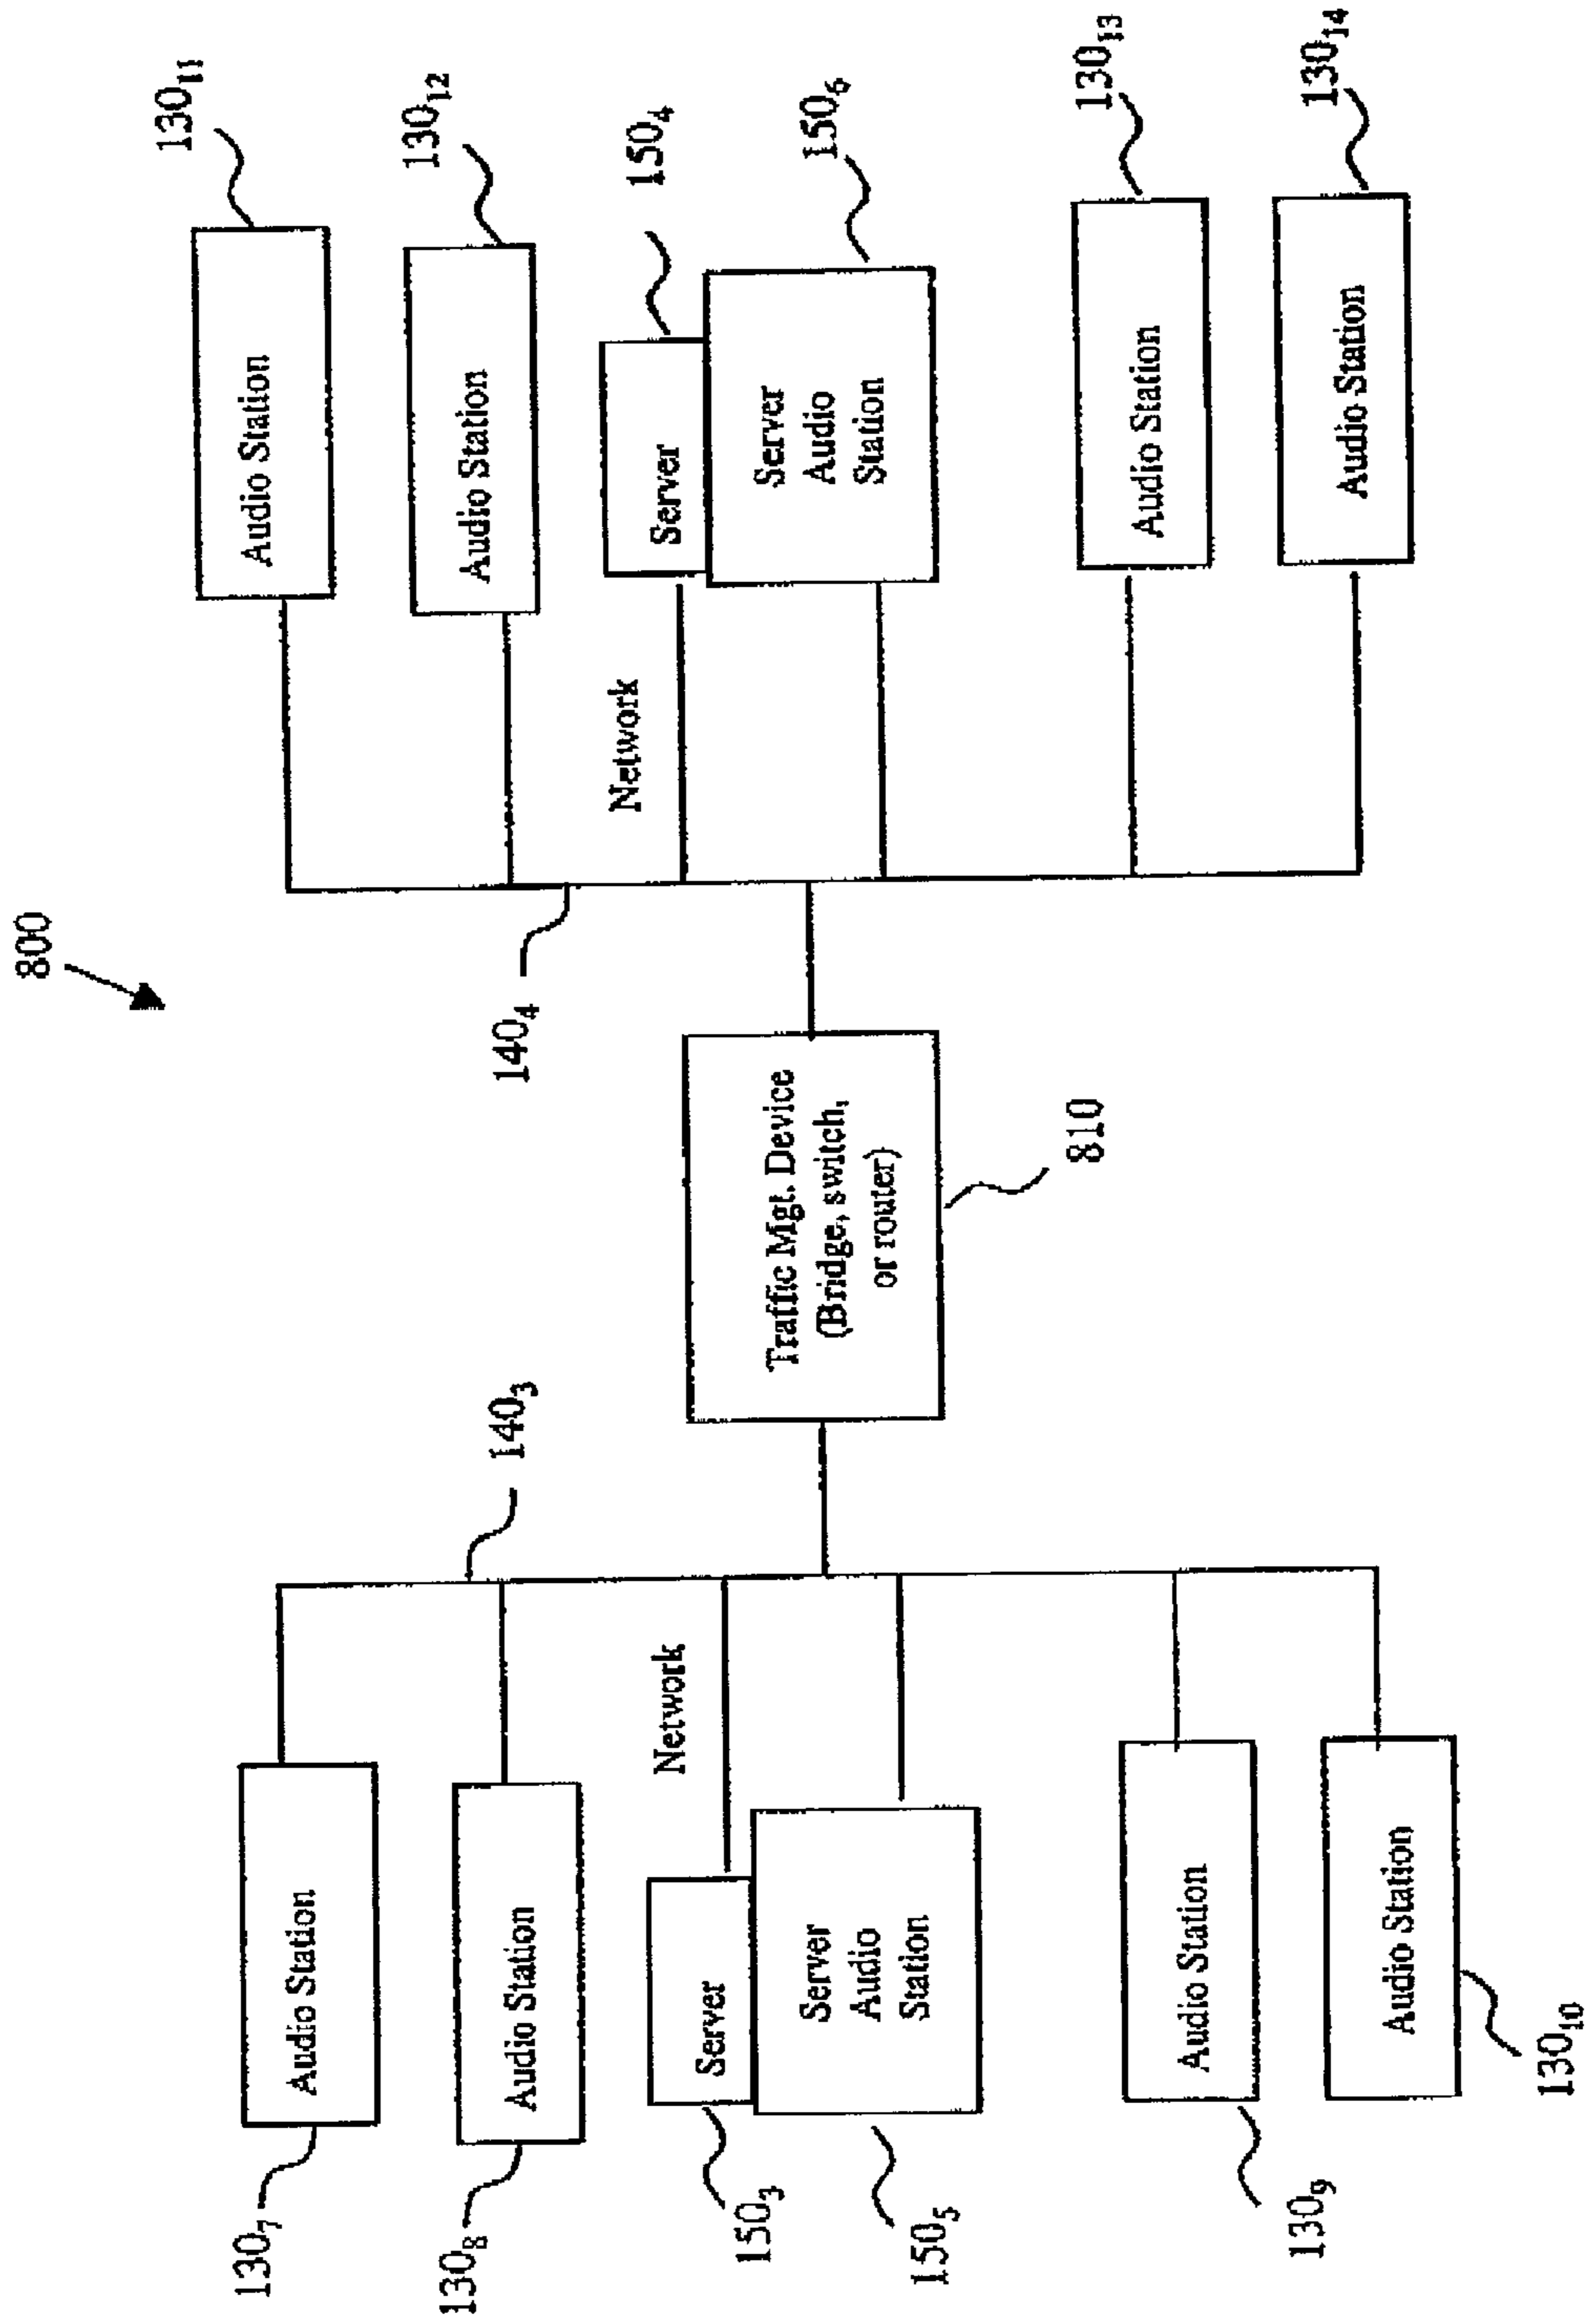 800
130₇
Audio Station
130₈
Audio Station
150₃
Server
Network
150₅
Server
Audio
Station
130₉
Audio Station
130₁₀
Audio Station
140₃
Traffic Mgt. Device
(Bridge, switch,
or router)
810
140₄
Network
130₁₁
Audio Station
130₁₂
Audio Station
150₄
Server
150₆
Server
Audio
Station
130₁₃
Audio Station
130₁₄
Audio Station